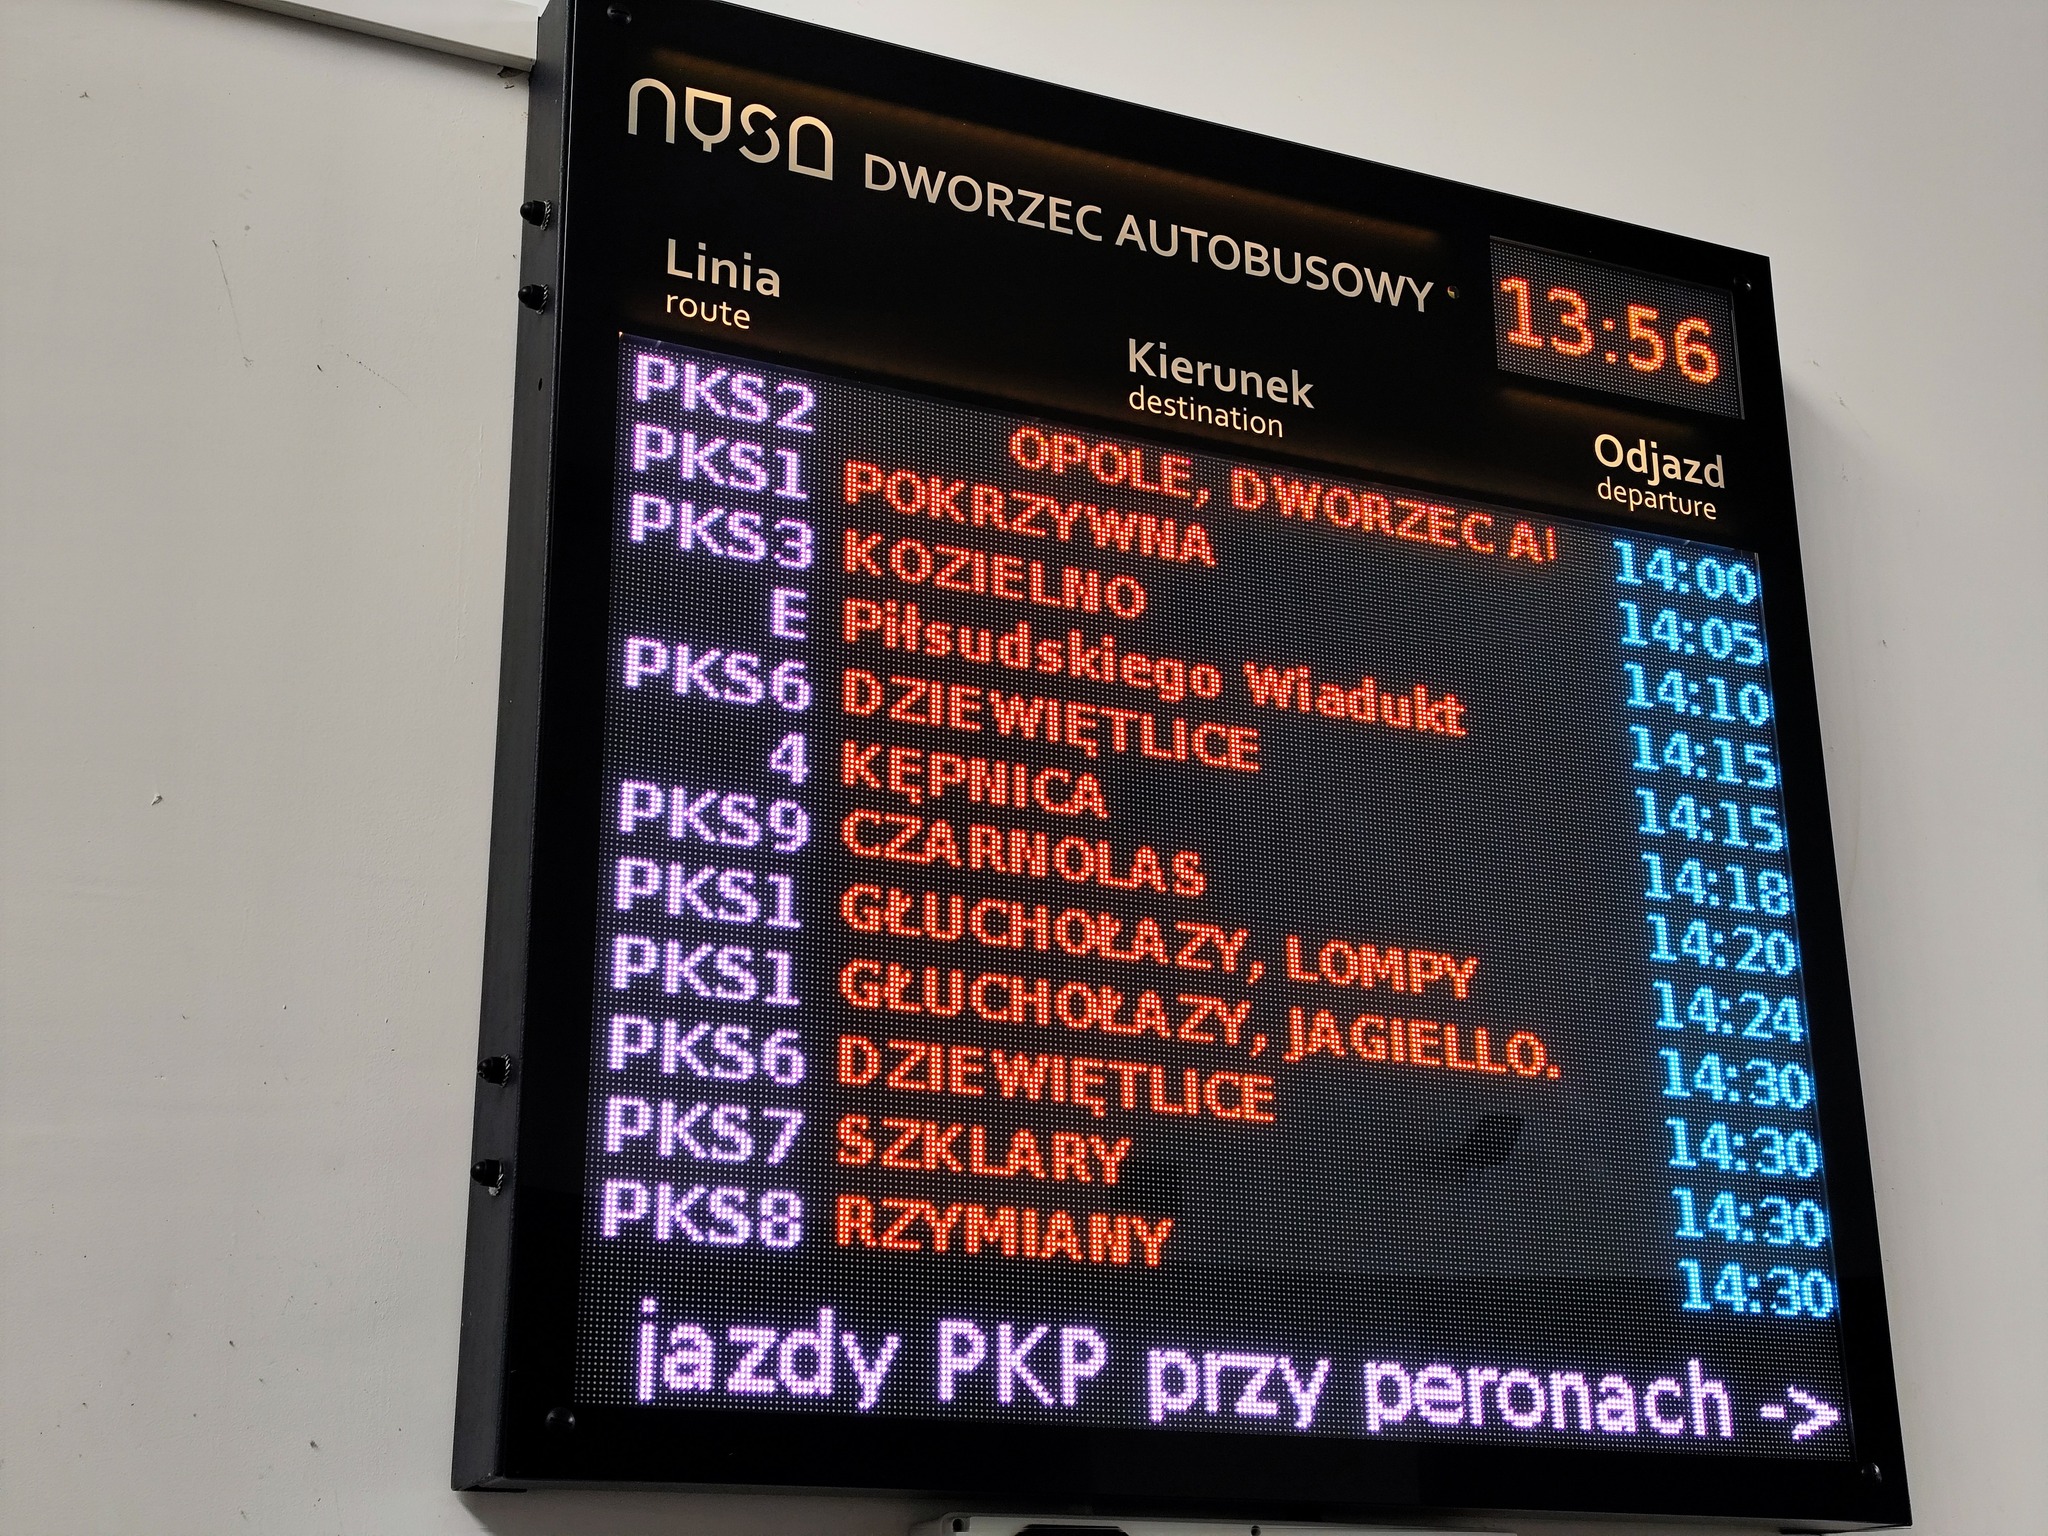 NYSA DWORZEC AUTOBUSOWY
13:56
Linia Kierunek Odjazd
route destination departure
PKS2 OPOLE, DWORZEC 14:00
PKS1 POKRZYWNA 14:05
PKS3 KOZIELNO 14:10
E Piłsudskiego Wiadukt 14:15
PKS6 DZIEWIĘTLICE 14:15
4 KĘPNICA 14:18
PKS9 CZARNOLAS 14:20
PKS1 GŁUCHOŁAZY, LOMPY 14:24
PKS1 GŁUCHOŁAZY, JAGIELLO. 14:30
PKS6 DZIEWIĘTLICE 14:30
PKS7 SZKLARY 14:30
PKS8 RZYMIANY 14:30
jazdy PKP przy peronach ->